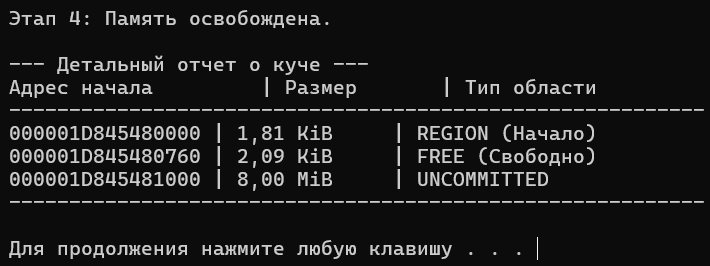 Этап 4: Память освобождена.
--- Детальный отчет о куче ---
Адрес начала | Размер | Тип области
----------------------------------------------------------
000001D845480000 | 1,81 KiB | REGION (Начало)
000001D845480760 | 2,09 KiB | FREE (Свободно)
000001D845481000 | 8,00 MiB | UNCOMMITTED
----------------------------------------------------------
Для продолжения нажмите любую клавишу . . .